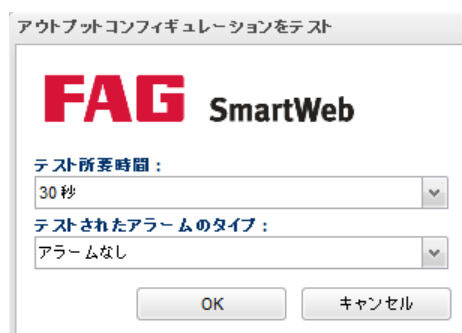 アウトプットコンフィギュレーションをテスト
FAG SmartWeb
テスト所要時間：
30 秒
テストされたアラームのタイプ：
アラームなし
OK キャンセル